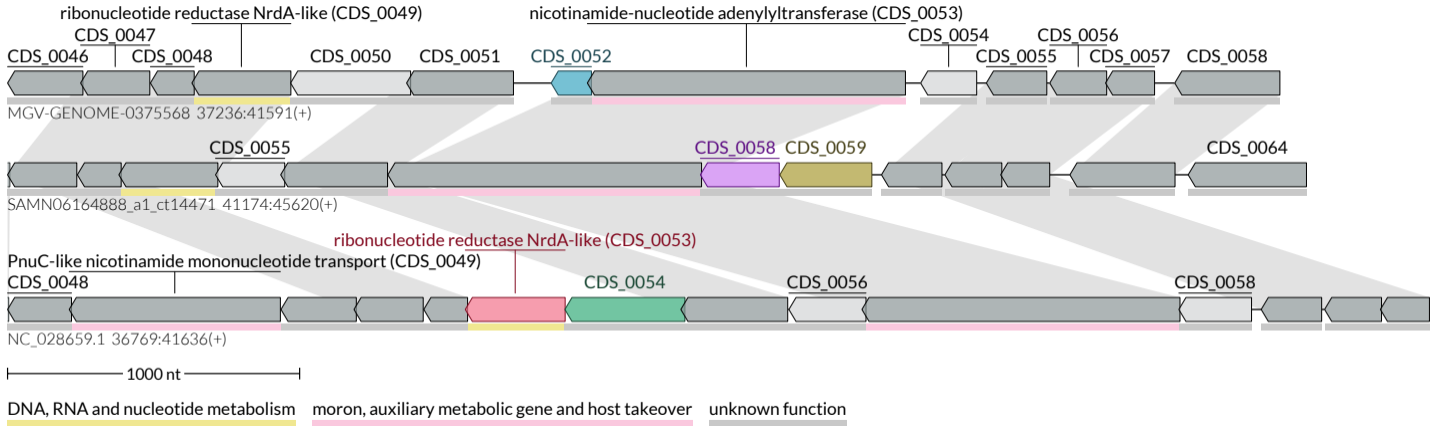 ribonucleotide reductase NrdA-like (CDS_0049) nicotinamide-nucleotide adenylyltransferase (CDS_0053)
CDS_0047 CDS_0054 CDS_0056
CDS_0046 CDS_0048 CDS_0050 CDS_0051 CDS_0052 CDS_0055 CDS_0057 CDS_0058
MGV-GENOME-0375568 37236:41591(+)
CDS_0055 CDS_0058 CDS_0059 CDS_0064
SAMN06164888_a1_ct14471 41174:45620(+)
ribonucleotide reductase NrdA-like (CDS_0053)
PnuC-like nicotinamide mononucleotide transport (CDS_0049)
CDS_0048 CDS_0054 CDS_0056 CDS_0058
NC_028659.1 36769:41636(+)
1000 nt
DNA, RNA and nucleotide metabolism moron, auxiliary metabolic gene and host takeover unknown function